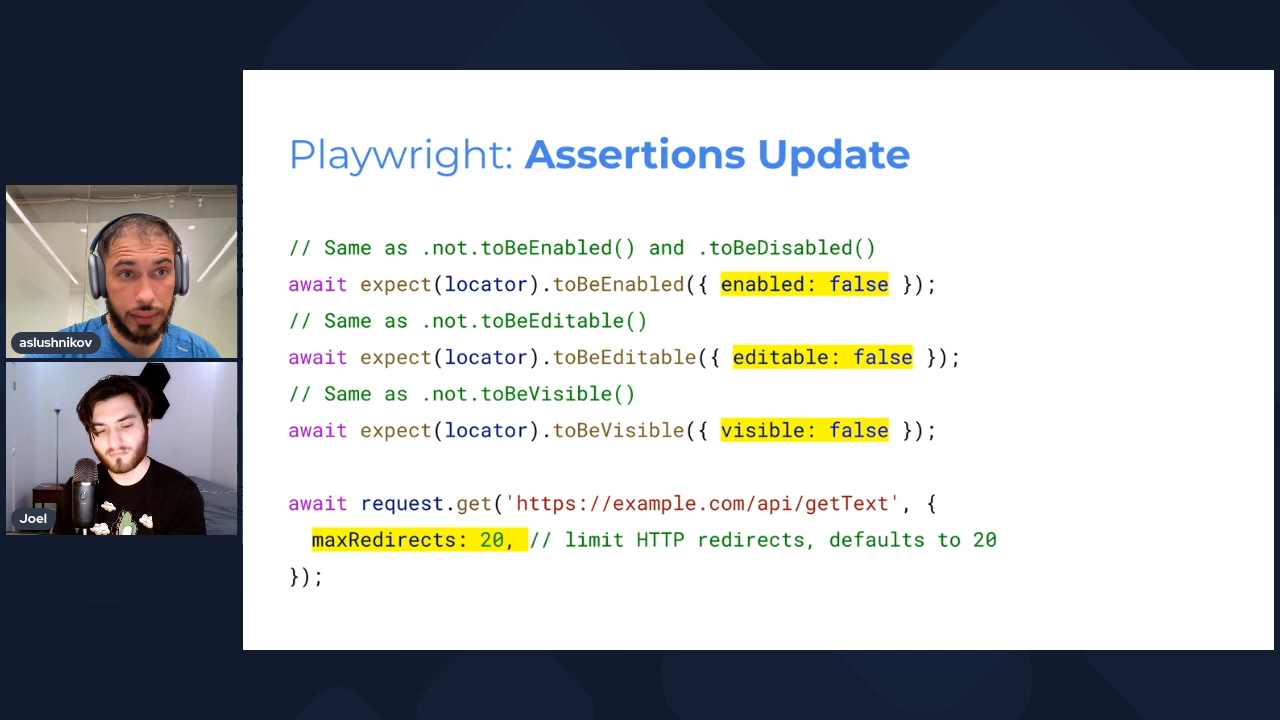 Playwright: Assertions Update
// Same as .not.toBeEnabled() and .toBeDisabled()
await expect(locator).toBeEnabled({ enabled: false });
// Same as .not.toBeEditable()
await expect(locator).toBeEditable({ editable: false });
// Same as .not.toBeVisible()
await expect(locator).toBeVisible({ visible: false });
await request.get('https://example.com/api/getText', {
maxRedirects: 20, // limit HTTP redirects, defaults to 20
});
aslushnikov
Joel